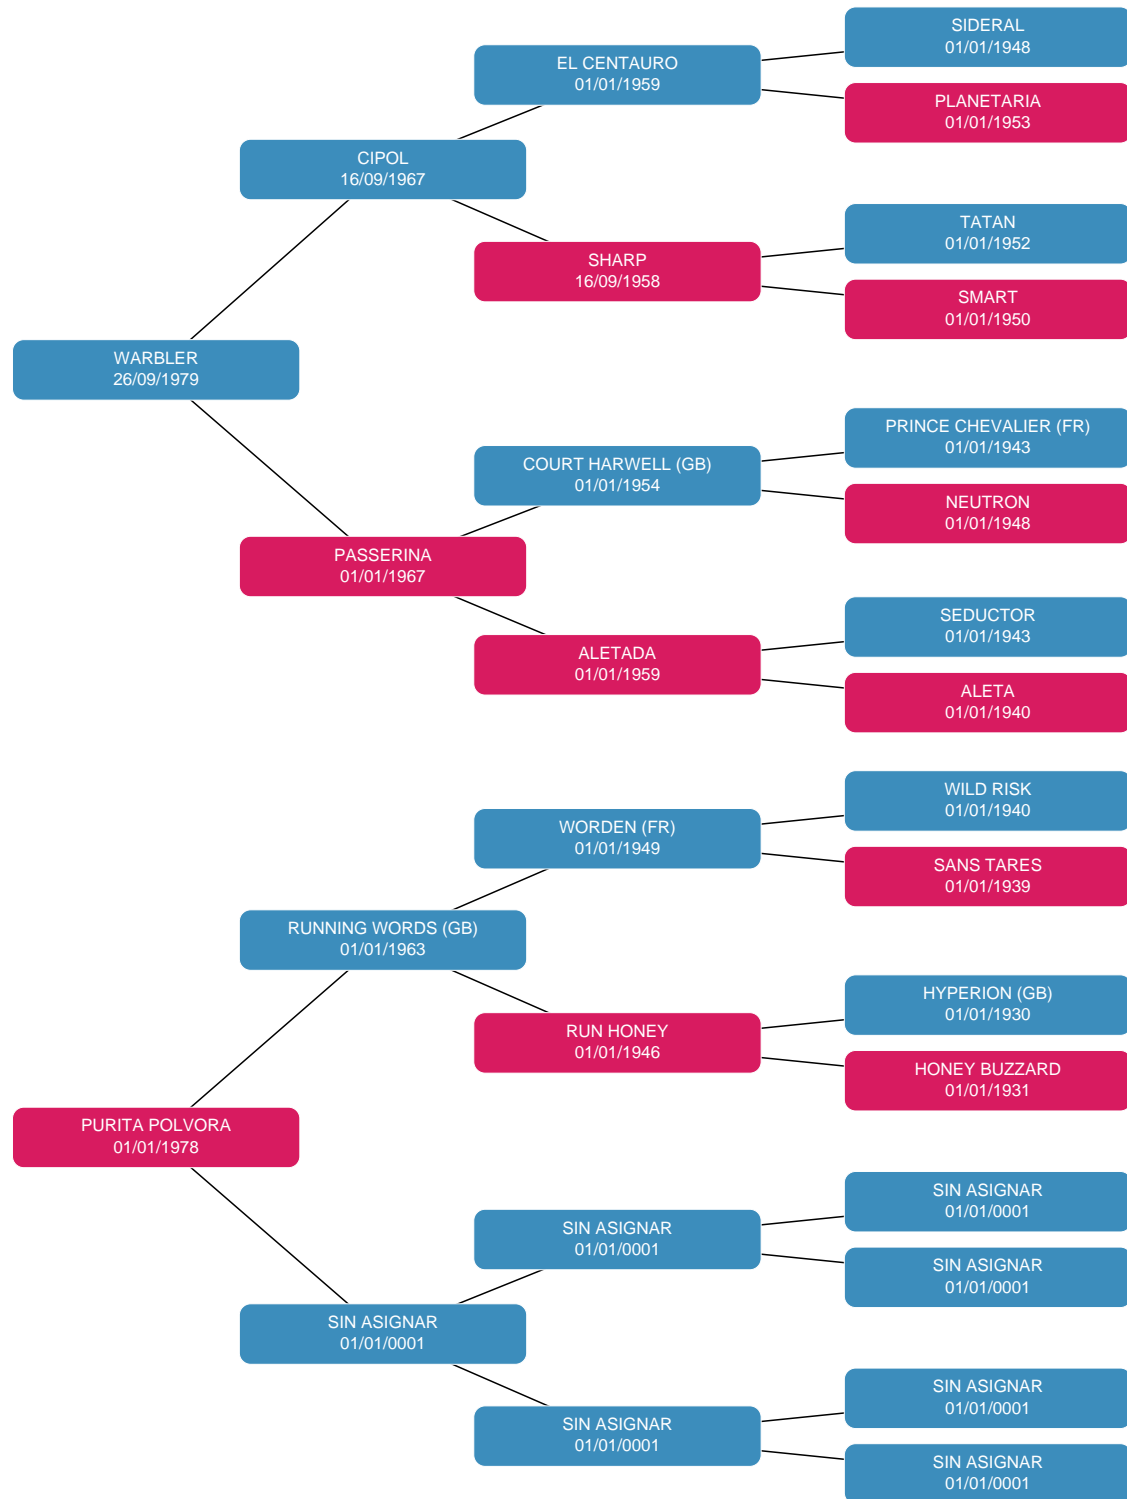 SIDERAL
01/01/1948
EL CENTAURO
01/01/1959
PLANETARIA
01/01/1953
CIPOL
16/09/1967
TATAN
01/01/1952
SHARP
16/09/1958
SMART
01/01/1950
WARBLER
26/09/1979
PRINCE CHEVALIER (FR)
01/01/1943
COURT HARWELL (GB)
01/01/1954
NEUTRON
01/01/1948
PASSERINA
01/01/1967
SEDUCTOR
01/01/1943
ALETADA
01/01/1959
ALETA
01/01/1940
WILD RISK
01/01/1940
WORDEN (FR)
01/01/1949
SANS TARES
01/01/1939
RUNNING WORDS (GB)
01/01/1963
HYPERION (GB)
01/01/1930
RUN HONEY
01/01/1946
HONEY BUZZARD
01/01/1931
PURITA POLVORA
01/01/1978
SIN ASIGNAR
01/01/0001
SIN ASIGNAR
01/01/0001
SIN ASIGNAR
01/01/0001
SIN ASIGNAR
01/01/0001
SIN ASIGNAR
01/01/0001
SIN ASIGNAR
01/01/0001
SIN ASIGNAR
01/01/0001